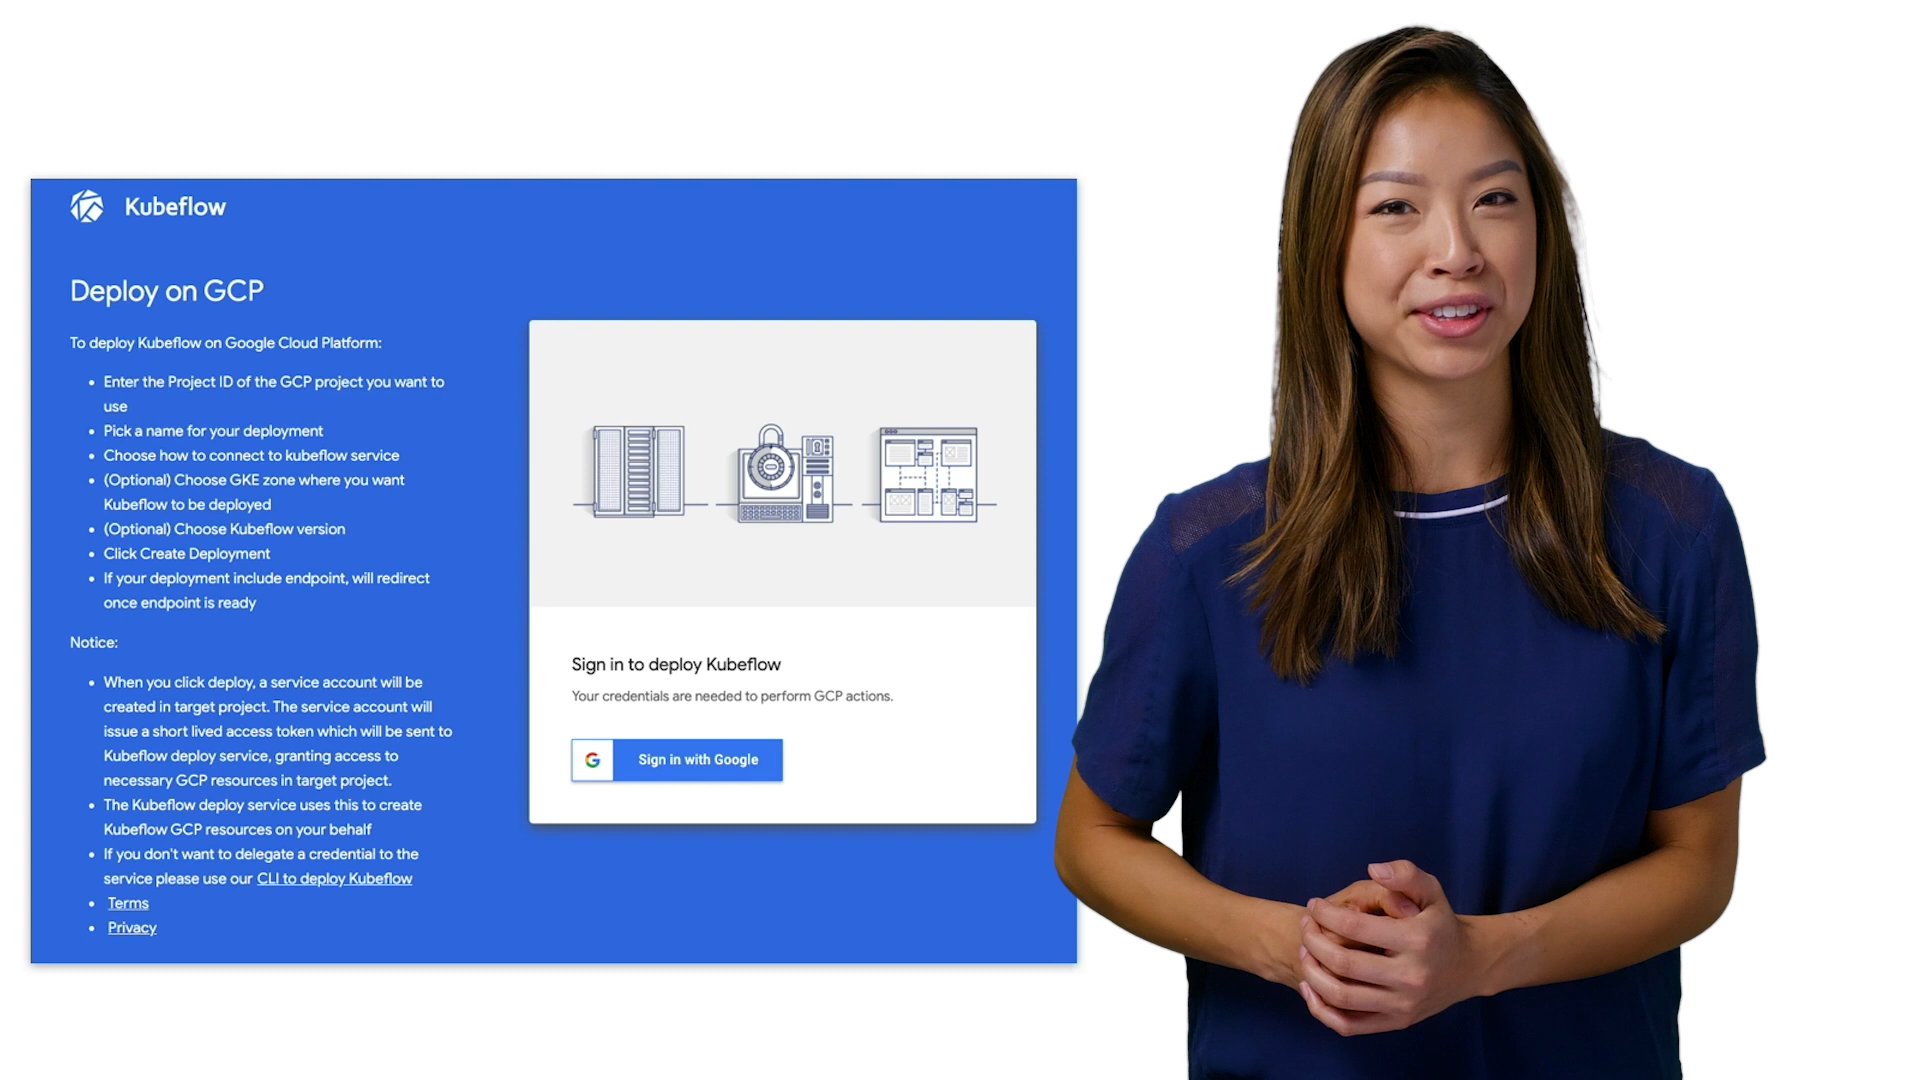 Kubeflow
Deploy on GCP
To deploy Kubeflow on Google Cloud Platform:
• Enter the Project ID of the GCP project you want to
use
• Pick a name for your deployment
• Choose how to connect to kubeflow service
• (Optional) Choose GKE zone where you want
Kubeflow to be deployed
• (Optional) Choose Kubeflow version
• Click Create Deployment
• If your deployment include endpoint, will redirect
once endpoint is ready
Notice:
• When you click deploy, a service account will be
created in target project. The service account will
issue a short lived access token which will be sent to
Kubeflow deploy service, granting access to
necessary GCP resources in target project.
• The Kubeflow deploy service uses this to create
Kubeflow GCP resources on your behalf
• If you don't want to delegate a credential to the
service please use our CLI to deploy Kubeflow
• Terms
• Privacy
Sign in to deploy Kubeflow
Your credentials are needed to perform GCP actions.
G Sign in with Google